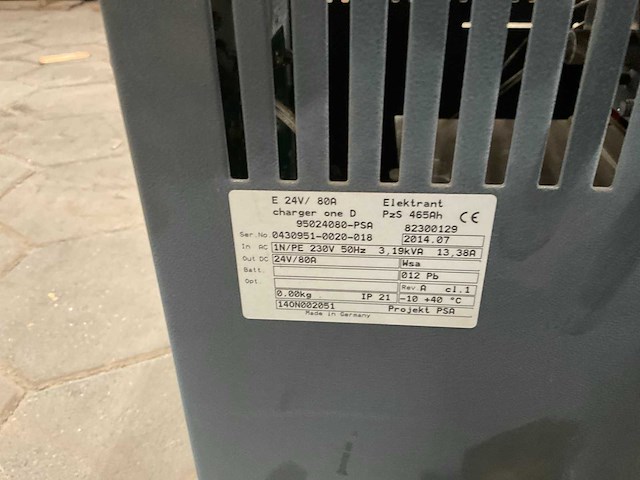 E 24V/ 80A Elektrant
charger one D PzS 465Ah CE
95024080-PSA 82300129
Ser.No 0430951-0020-018 2014.07
In AC 1N/PE 230V 50Hz 3,19kVA 13,38A
Out DC 24V/80A Wsa
Batt. 012 Pb
Opt. Rev A cl.1
0.00kg IP 21 -10 +40 °C
140N002051 Projekt PSA
Made in Germany